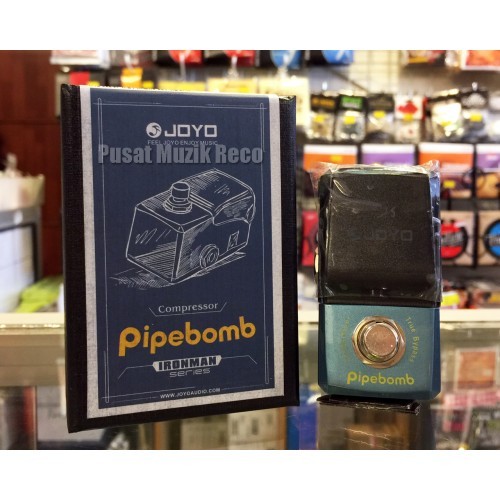 JOYO
FEEL JOYO ENJOY MUSIC
Pusat Muzik Reco
Compressor
Pipebomb
IRONMAN
SERIES
WWW.JOYOAUDIO.COM
JOYO
True Bypass
Pipebomb